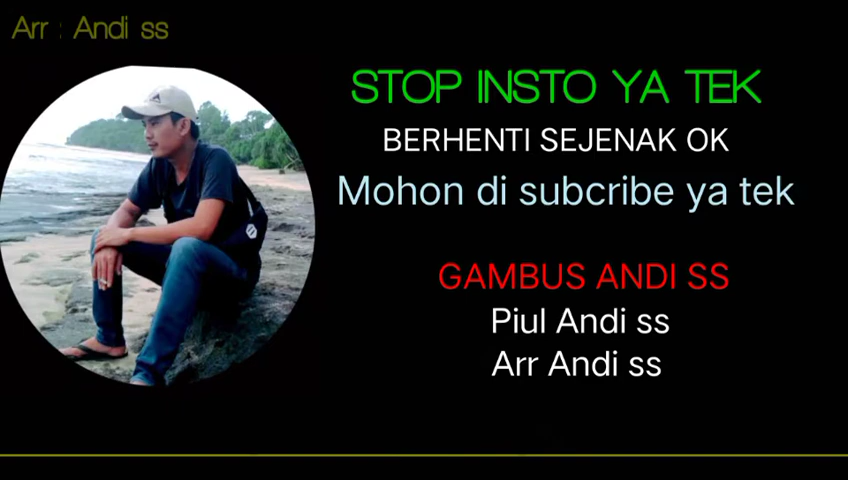 Arr : Andi ss
STOP INSTO YA TEK
BERHENTI SEJENAK OK
Mohon di subcribe ya tek
GAMBUS ANDI SS
Piul Andi ss
Arr Andi ss